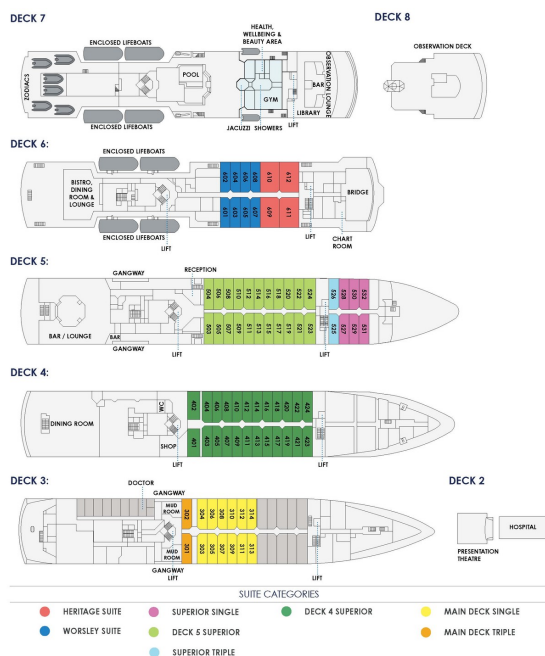 DECK 7
DECK 8
ENCLOSED LIFEBOATS
HEALTH,
WELLBEING &
BEAUTY AREA
OBSERVATION DECK
ZODIACS
POOL
GYM
BAR
OBSERVATION LOUNGE
LIBRARY
ENCLOSED LIFEBOATS
JACUZZI SHOWERS
LIFT
DECK 6:
ENCLOSED LIFEBOATS
BISTRO,
DINING
ROOM &
LOUNGE
602 604 606 608 610 612
601 603 605 607 609 611
BRIDGE
ENCLOSED LIFEBOATS
LIFT
LIFT
CHART
ROOM
DECK 5:
GANGWAY
RECEPTION
504 506 508 510 512 514 516 518 520 522 524 526 528 530 532
503 505 507 509 511 513 515 517 519 521 523 525 527 529 531
BAR / LOUNGE
BAR
GANGWAY
LIFT
LIFT
DECK 4:
DINING ROOM
WC
402 404 406 408 410 412 414 416 418 420 422 424
401 403 405 407 409 411 413 415 417 419 421 423
SHOP
LIFT
LIFT
DECK 3:
DOCTOR
GANGWAY
MUD
ROOM
302 304 306 308 310 312 314
301 303 305 307 309 311 313
MUD
ROOM
GANGWAY
LIFT
LIFT
DECK 2
HOSPITAL
PRESENTATION
THEATRE
SUITE CATEGORIES
HERITAGE SUITE
SUPERIOR SINGLE
DECK 4 SUPERIOR
MAIN DECK SINGLE
WORSLEY SUITE
DECK 5 SUPERIOR
MAIN DECK TRIPLE
SUPERIOR TRIPLE